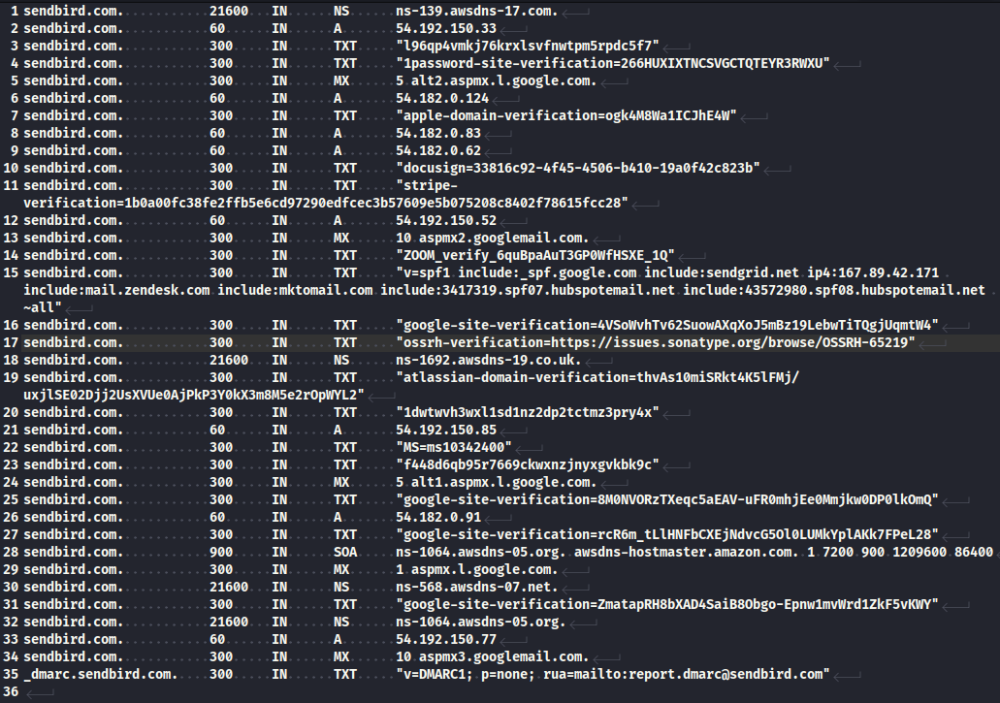 1 sendbird.com. 21600 IN NS ns-139.awsdns-17.com.
2 sendbird.com. 60 IN A 54.192.150.33
3 sendbird.com. 300 IN TXT "l96qp4vmkj76krxlsvfnwtpm5rpdc5f7"
4 sendbird.com. 300 IN TXT "1password-site-verification=266HUXIXTNCSVGCTQTEYR3RWXU"
5 sendbird.com. 300 IN MX 5 alt2.aspmx.l.google.com.
6 sendbird.com. 60 IN A 54.182.0.124
7 sendbird.com. 300 IN TXT "apple-domain-verification=ogk4M8Wa1ICJhE4W"
8 sendbird.com. 60 IN A 54.182.0.83
9 sendbird.com. 60 IN A 54.182.0.62
10 sendbird.com. 300 IN TXT "docusign=33816c92-4f45-4506-b410-19a0f42c823b"
11 sendbird.com. 300 IN TXT "stripe-
verification=1b0a00fc38fe2ffb5e6cd97290edfcec3b57609e5b075208c8402f78615fcc28"
12 sendbird.com. 60 IN A 54.192.150.52
13 sendbird.com. 300 IN MX 10 aspmx2.googlemail.com.
14 sendbird.com. 300 IN TXT "ZOOM_verify_6quBpaAuT3GP0WfHSXE_1Q"
15 sendbird.com. 300 IN TXT "v=spf1 include:_spf.google.com include:sendgrid.net ip4:167.89.42.171
include:mail.zendesk.com include:mktomail.com include:3417319.spf07.hubspotemail.net include:43572980.spf08.hubspotemail.net
~all"
16 sendbird.com. 300 IN TXT "google-site-verification=4VSoWvhTv62SuowAXqXoJ5mBz19LebwTiTQgjUqmtW4"
17 sendbird.com. 300 IN TXT "ossrh-verification=https://issues.sonatype.org/browse/OSSRH-65219"
18 sendbird.com. 21600 IN NS ns-1692.awsdns-19.co.uk.
19 sendbird.com. 300 IN TXT "atlassian-domain-verification=thvAs10miSRkt4K5lFMj/
uxjlSE02Djj2UsXVUe0AjPkP3Y0kX3m8M5e2rOpWYL2"
20 sendbird.com. 300 IN TXT "1dwtwvh3wxl1sd1nz2dp2tctmz3pry4x"
21 sendbird.com. 60 IN A 54.192.150.85
22 sendbird.com. 300 IN TXT "MS=ms10342400"
23 sendbird.com. 300 IN TXT "f448d6qb95r7669ckwxnzjnyxgvkbk9c"
24 sendbird.com. 300 IN MX 5 alt1.aspmx.l.google.com.
25 sendbird.com. 300 IN TXT "google-site-verification=8M0NVORzTXeqc5aEAV-uFR0mhjEe0Mmjkw0DP0lkOmQ"
26 sendbird.com. 60 IN A 54.182.0.91
27 sendbird.com. 300 IN TXT "google-site-verification=rcR6m_tLlHNFbCXEjNdvcG5Ol0LUMkYplAKk7FPeL28"
28 sendbird.com. 900 IN SOA ns-1064.awsdns-05.org. awsdns-hostmaster.amazon.com. 1 7200 900 1209600 86400
29 sendbird.com. 300 IN MX 1 aspmx.l.google.com.
30 sendbird.com. 21600 IN NS ns-568.awsdns-07.net.
31 sendbird.com. 300 IN TXT "google-site-verification=ZmatapRH8bXAD4SaiB8Obgo-Epnw1mvWrd1ZkF5vKWY"
32 sendbird.com. 21600 IN NS ns-1064.awsdns-05.org.
33 sendbird.com. 60 IN A 54.192.150.77
34 sendbird.com. 300 IN MX 10 aspmx3.googlemail.com.
35 _dmarc.sendbird.com. 300 IN TXT "v=DMARC1; p=none; rua=mailto:report.dmarc@sendbird.com"
36